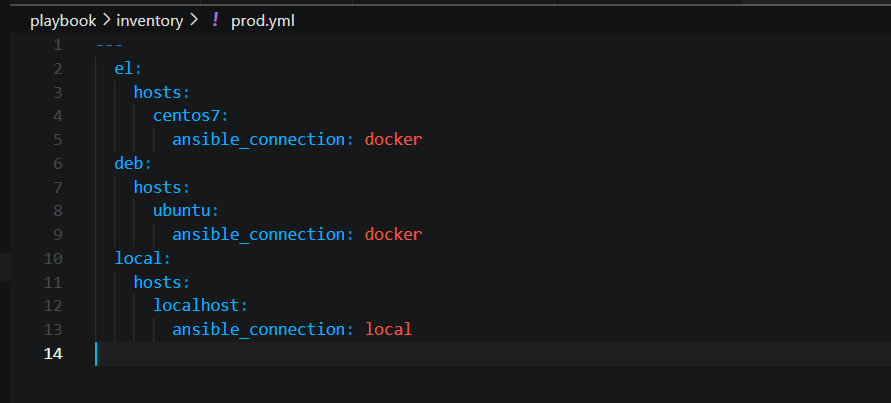 playbook > inventory > ! prod.yml
1 ---
2   el:
3     hosts:
4       centos7:
5         ansible_connection: docker
6   deb:
7     hosts:
8       ubuntu:
9         ansible_connection: docker
10   local:
11     hosts:
12       localhost:
13         ansible_connection: local
14